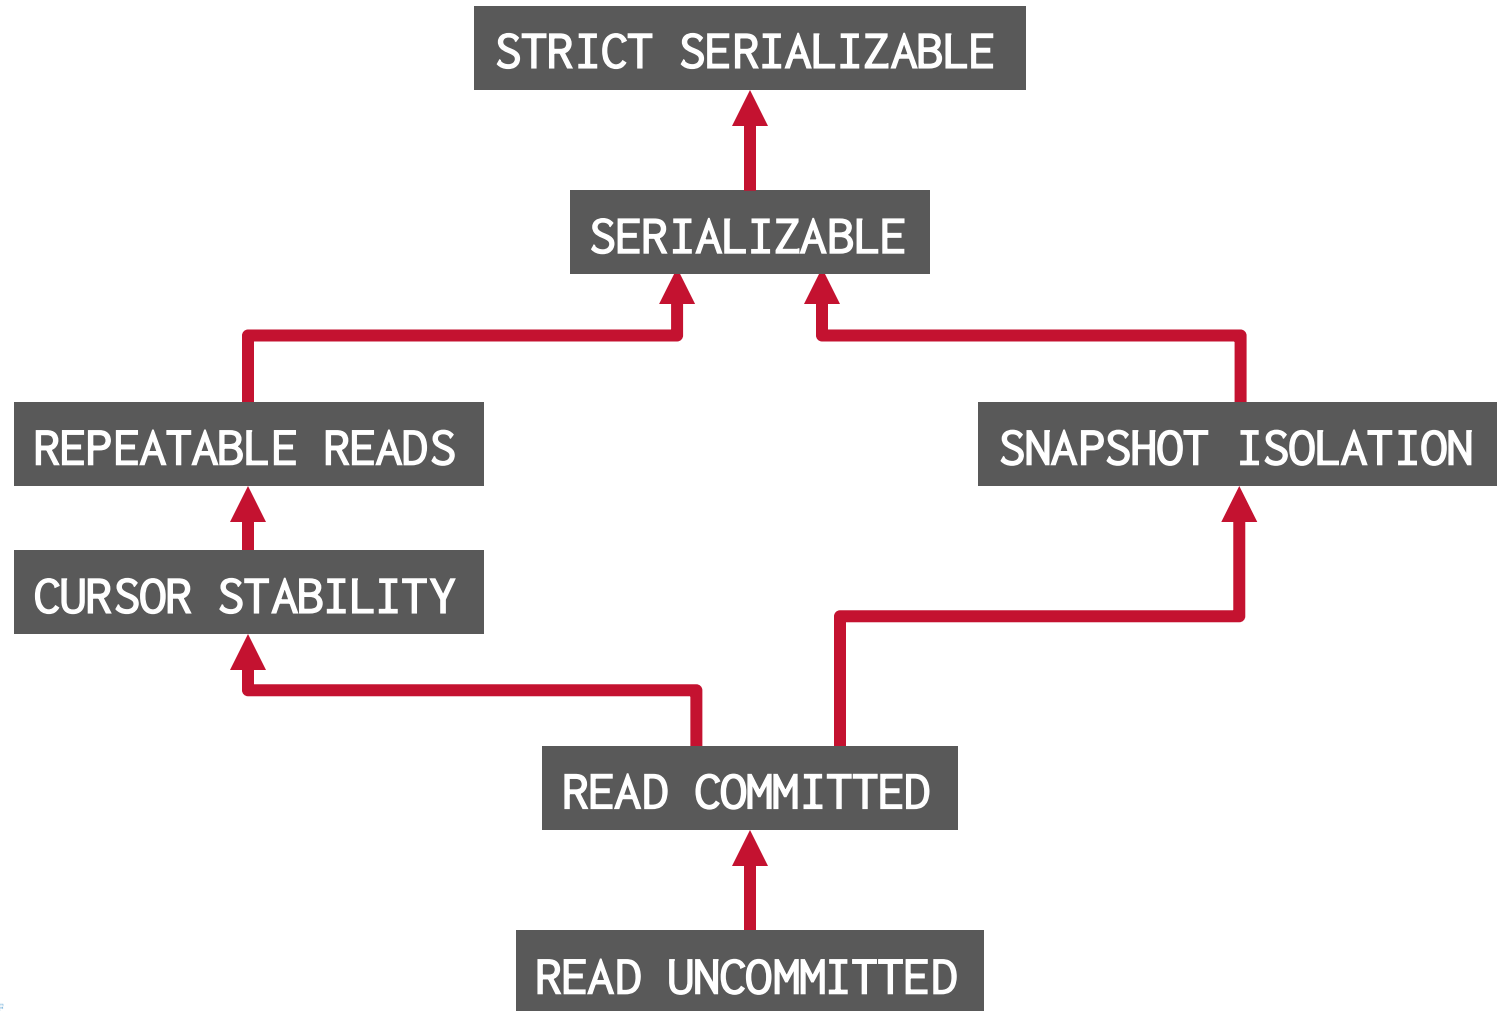 STRICT SERIALIZABLE
SERIALIZABLE
REPEATABLE READS
SNAPSHOT ISOLATION
CURSOR STABILITY
READ COMMITTED
READ UNCOMMITTED